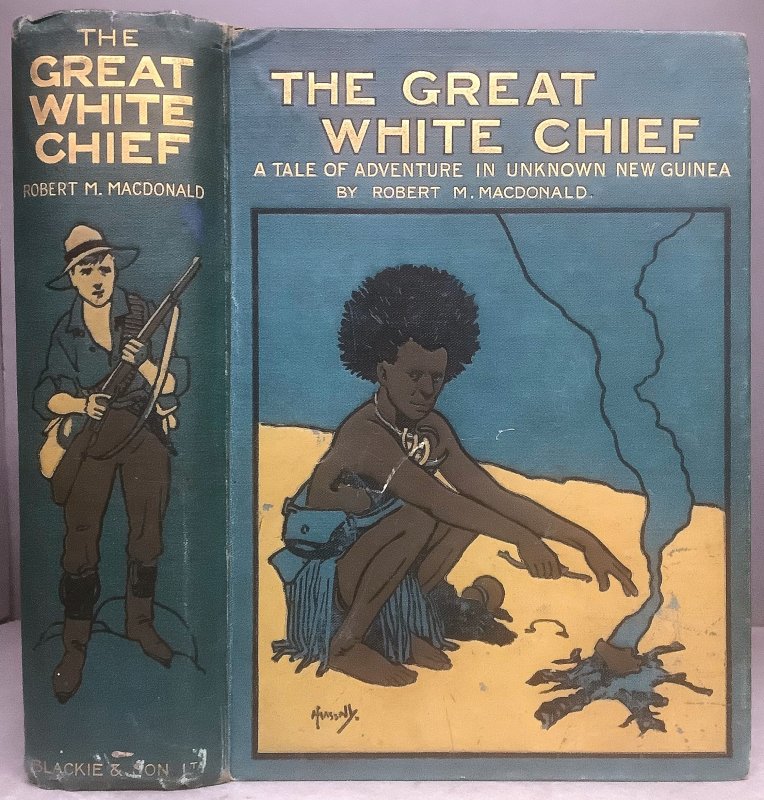 THE
GREAT
WHITE
CHIEF
ROBERT M. MACDONALD
BLACKIE & SON LTD
THE GREAT
WHITE CHIEF
A TALE OF ADVENTURE IN UNKNOWN NEW GUINEA
BY ROBERT M. MACDONALD.